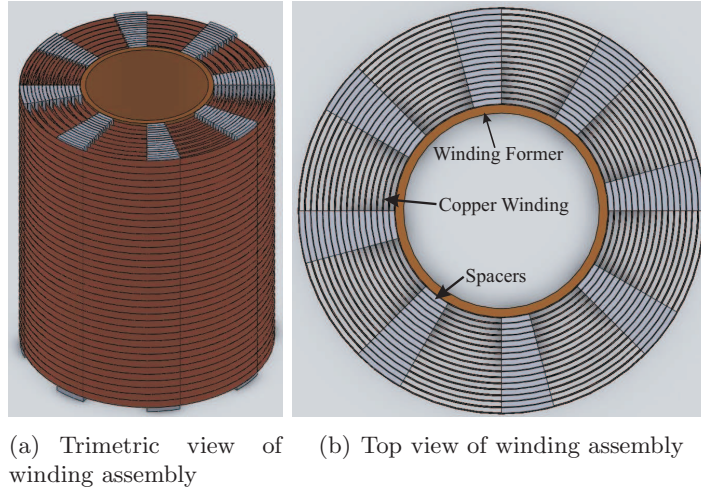 Winding Former
Copper Winding
Spacers
(a) Trimetric view of
winding assembly
(b) Top view of winding assembly